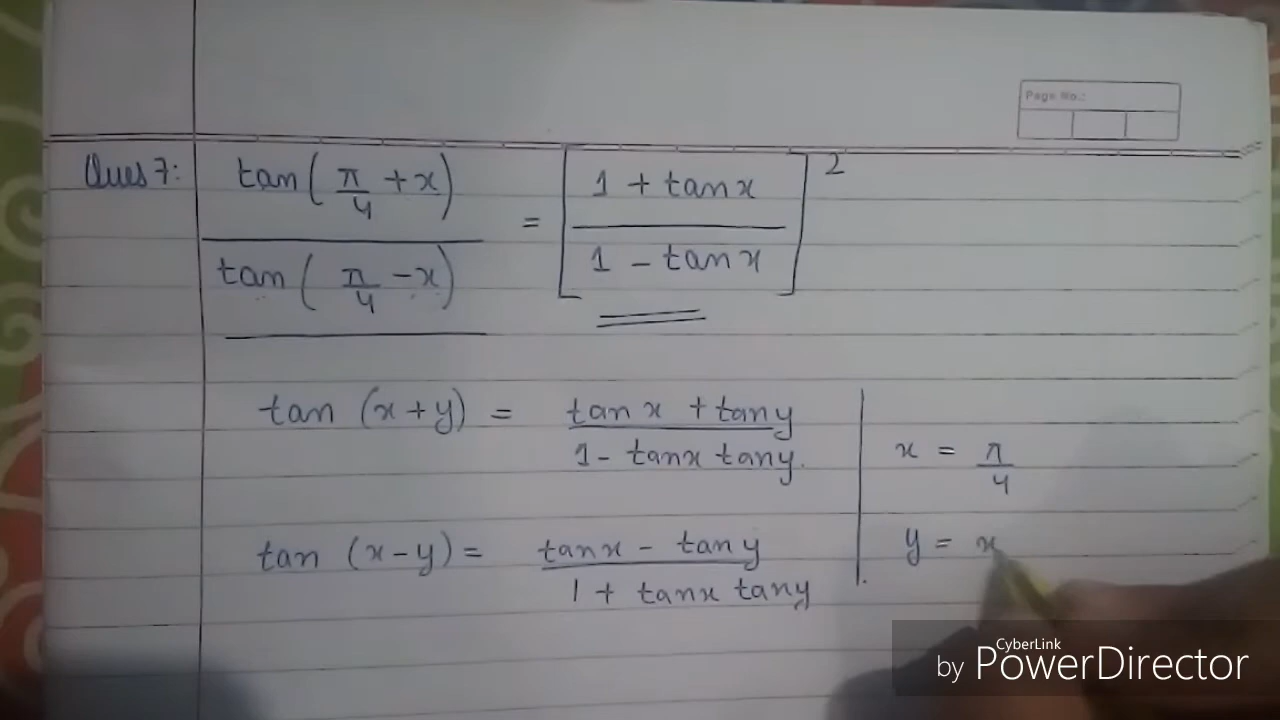 Page No.:
Ques 7: tan(π/4 + x) / tan(π/4 - x) = [1 + tan x / 1 - tan x]²
tan (x+y) = tan x + tan y / 1 - tan x tan y.
x = π/4
tan (x-y) = tan x - tan y / 1 + tan x tan y
y = x
by CyberLink PowerDirector